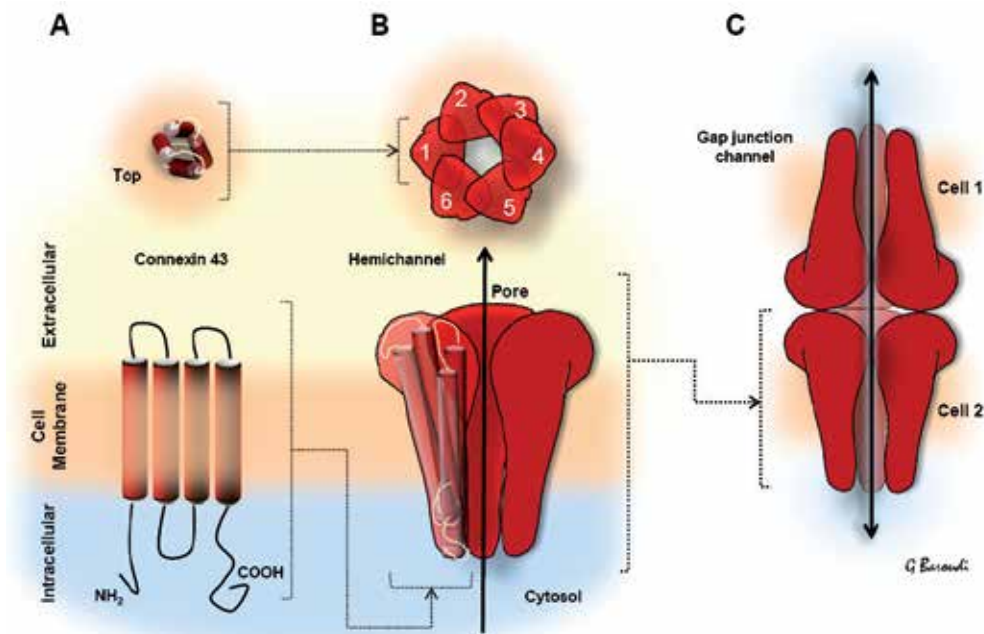 A
B
C
Top
1
2
3
4
5
6
Connexin 43
Hemichannel
Pore
Gap junction
channel
Cell 1
Cell 2
Extracellular
Cell
Membrane
Intracellular
NH2
COOH
Cytosol
G Baroudi